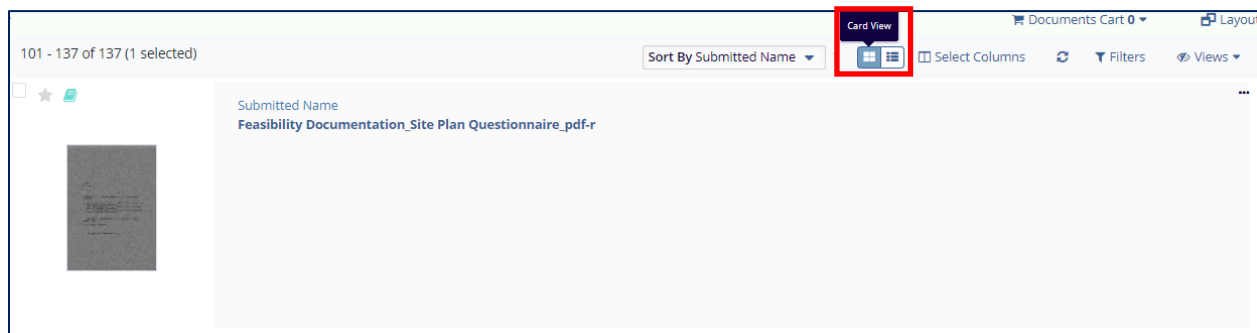 Documents Cart 0
Layout
Card View
101 - 137 of 137 (1 selected)
Sort By Submitted Name
Select Columns
Filters
Views
Submitted Name
Feasibility Documentation_Site Plan Questionnaire_pdf-r